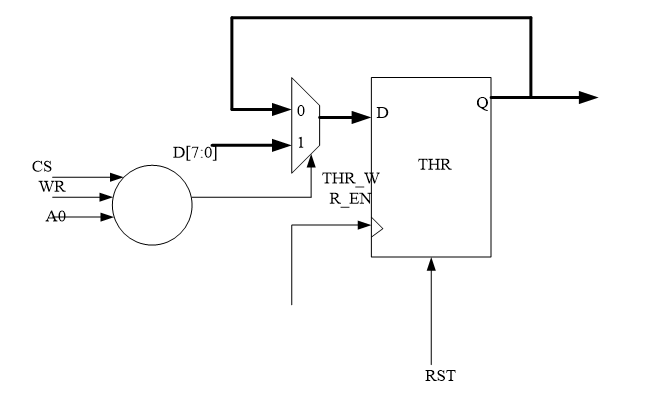 0
D
Q
1
D[7:0]
CS
THR
THR_W
R_EN
WR
A0
RST